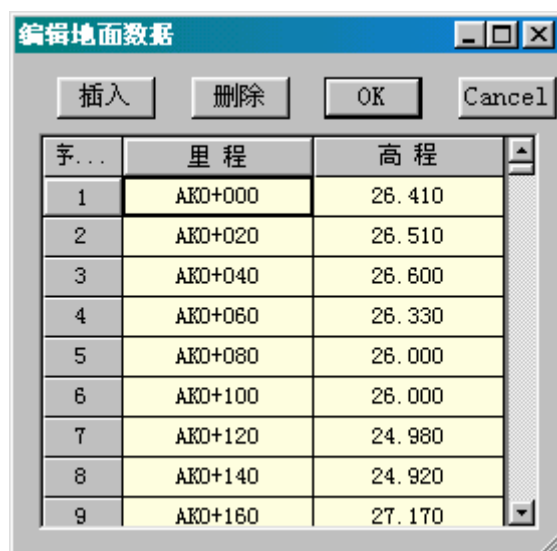 编辑地面数据
插入 删除 OK Cancel
序... 里程 高程
1 AK0+000 26.410
2 AK0+020 26.510
3 AK0+040 26.600
4 AK0+060 26.330
5 AK0+080 26.000
6 AK0+100 26.000
7 AK0+120 24.980
8 AK0+140 24.920
9 AK0+160 27.170